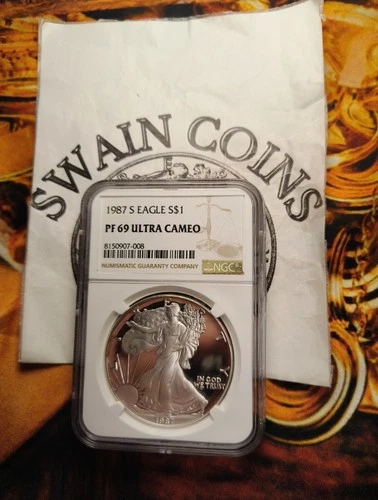 SWAIN COINS
1987 S EAGLE S$1
PF 69 ULTRA CAMEO
8150907-008
NUMISMATIC GUARANTY COMPANY
NGC
Y
IN GOD
WE TRUST
1987